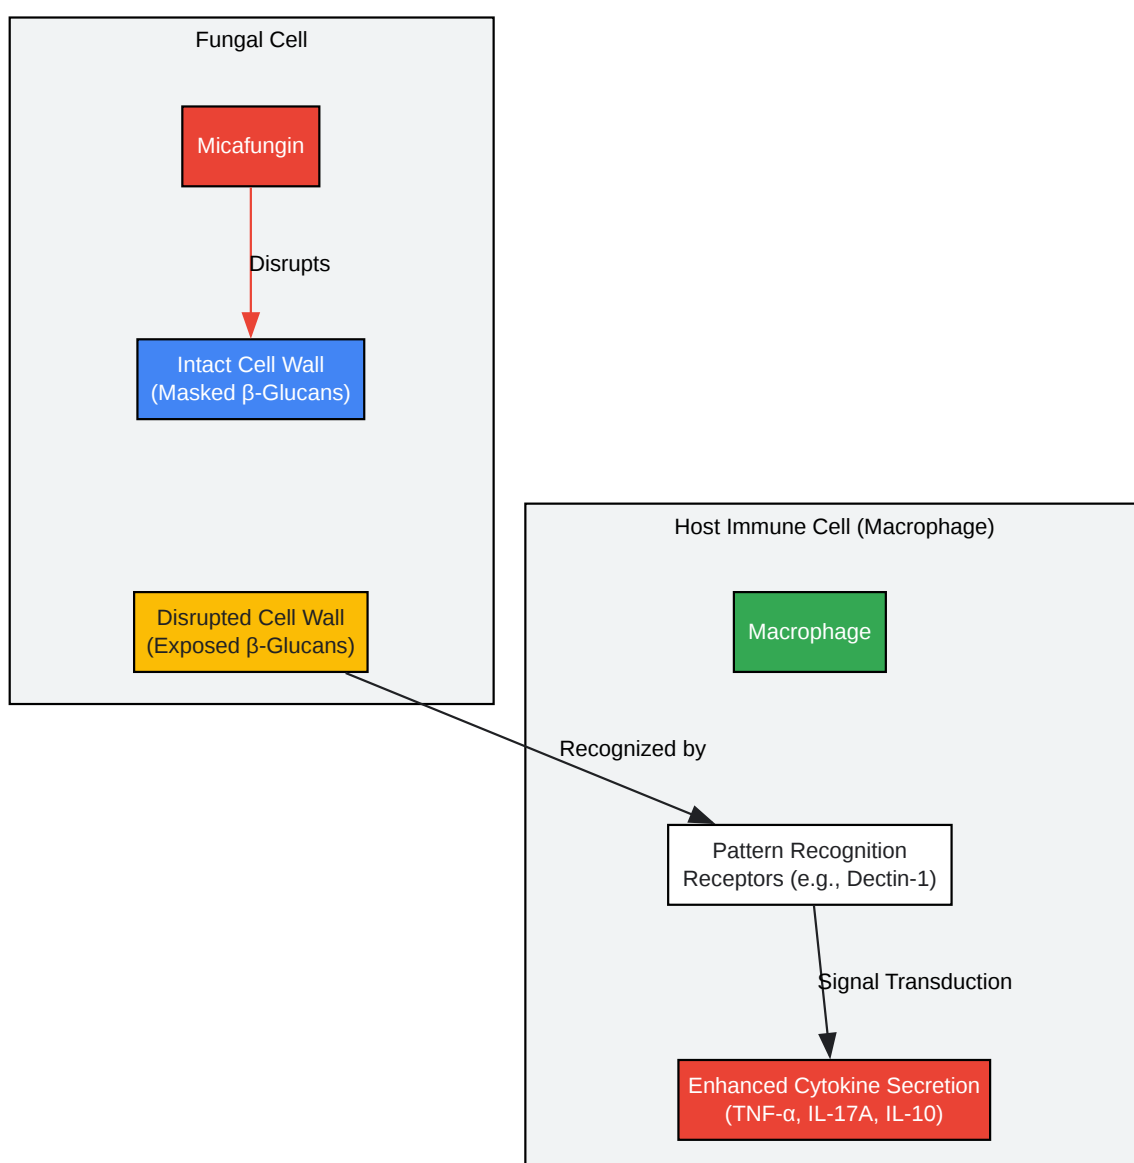 Fungal Cell
Micafungin
Disrupts
Intact Cell Wall
(Masked β-Glucans)
Disrupted Cell Wall
(Exposed β-Glucans)
Host Immune Cell (Macrophage)
Macrophage
Recognized by
Pattern Recognition
Receptors (e.g., Dectin-1)
Signal Transduction
Enhanced Cytokine Secretion
(TNF-α, IL-17A, IL-10)